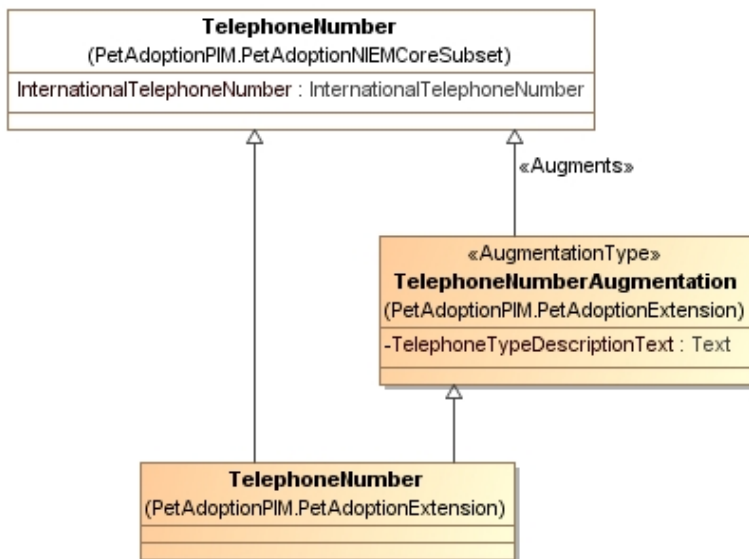 TelephoneNumber
(PetAdoptionPIM.PetAdoptionNIEMCoreSubset)
InternationalTelephoneNumber : InternationalTelephoneNumber
«Augments»
«AugmentationType»
TelephoneNumberAugmentation
(PetAdoptionPIM.PetAdoptionExtension)
-TelephoneTypeDescriptionText : Text
TelephoneNumber
(PetAdoptionPIM.PetAdoptionExtension)